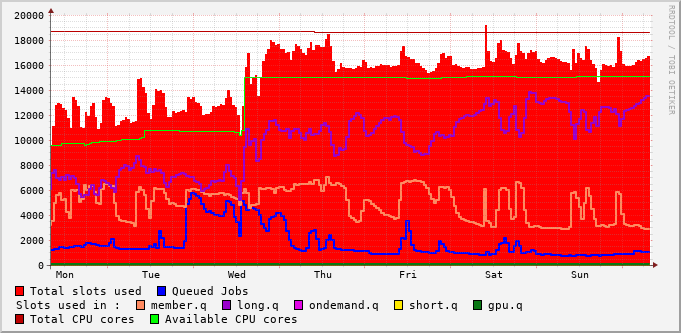 20000
18000
16000
14000
12000
10000
8000
6000
4000
2000
0
Mon Tue Wed Thu Fri Sat Sun
Total slots used Queued Jobs
Slots used in : member.q long.q ondemand.q short.q gpu.q
Total CPU cores Available CPU cores
RRDTOOL / TOBI OETIKER